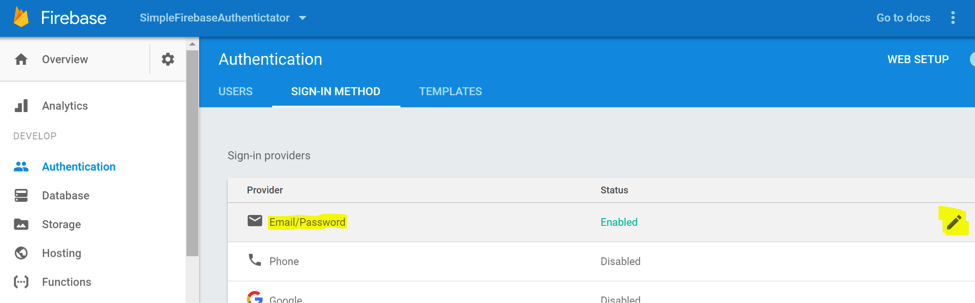 Firebase
SimpleFirebaseAuthentictator
Go to docs
Overview
Authentication
WEB SETUP
USERS
SIGN-IN METHOD
TEMPLATES
Analytics
DEVELOP
Authentication
Database
Storage
Hosting
Functions
Sign-in providers
Provider Status
Email/Password Enabled
Phone Disabled
Google Disabled